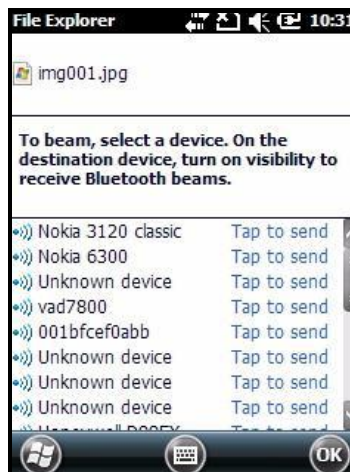 File Explorer 10:31
img001.jpg
To beam, select a device. On the
destination device, turn on visibility to
receive Bluetooth beams.
Nokia 3120 classic Tap to send
Nokia 6300 Tap to send
Unknown device Tap to send
vad7800 Tap to send
001bfcef0abb Tap to send
Unknown device Tap to send
Unknown device Tap to send
Unknown device Tap to send
OK